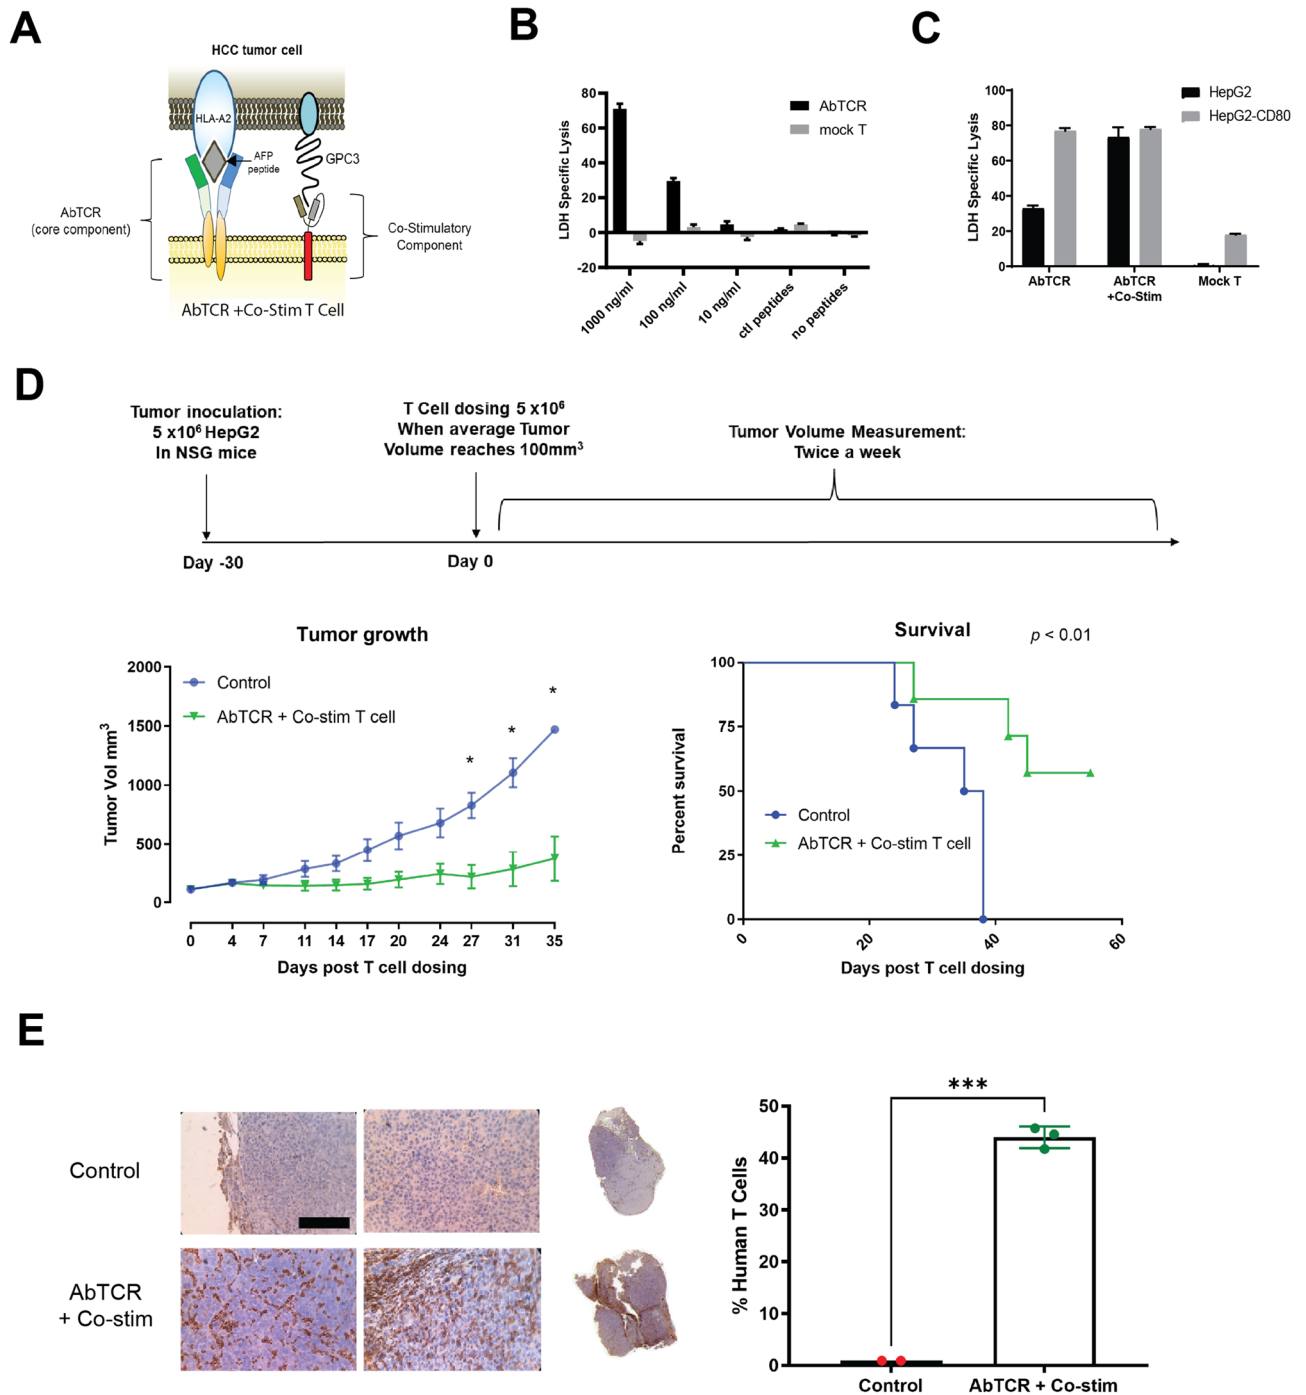 A
HCC tumor cell
HLA-A2
AFP
peptide
GPC3
AbTCR
(core component)
Co-Stimulatory
Component
AbTCR +Co-Stim T Cell
B
LDH Specific Lysis
80
60
40
20
0
-20
AbTCR
mock T
1000 ng/ml
100 ng/ml
10 ng/ml
ctl peptides
no peptides
C
LDH Specific Lysis
100
80
60
40
20
0
HepG2
HepG2-CD80
AbTCR
AbTCR
+Co-Stim
Mock T
D
Tumor inoculation:
5 x10⁶ HepG2
In NSG mice
T Cell dosing 5 x10⁶
When average Tumor
Volume reaches 100mm³
Tumor Volume Measurement:
Twice a week
Day -30
Day 0
Tumor growth
Tumor Vol mm³
2000
1500
1000
500
0
Control
AbTCR + Co-stim T cell
*
*
*
0 4 7 11 14 17 20 24 27 31 35
Days post T cell dosing
Survival
p < 0.01
Percent survival
100
75
50
25
0
Control
AbTCR + Co-stim T cell
0 20 40 60
Days post T cell dosing
E
Control
AbTCR
+ Co-stim
% Human T Cells
50
40
30
20
10
0
***
Control
AbTCR + Co-stim